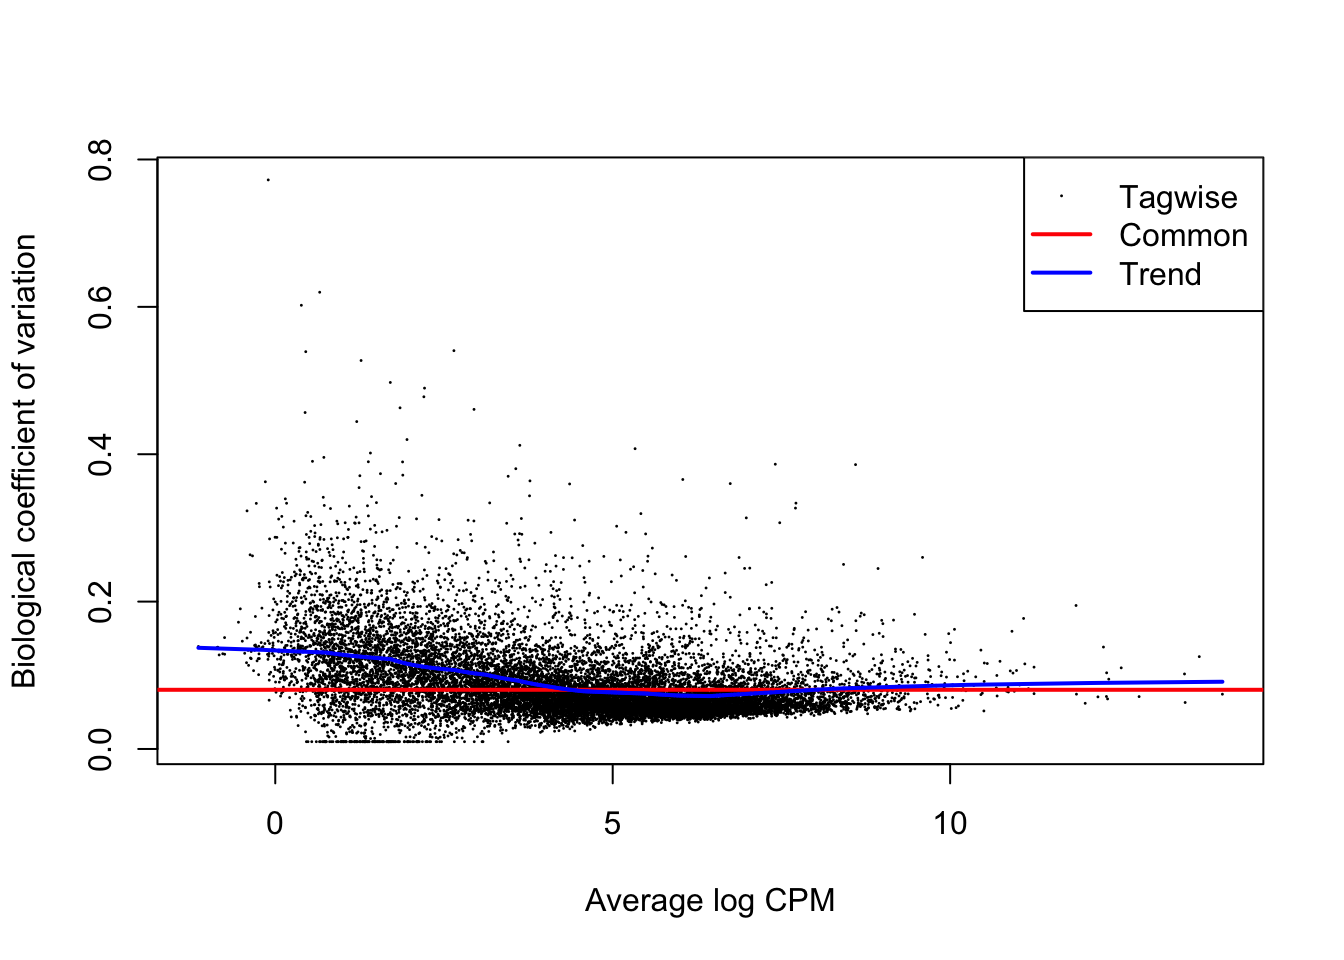 Tagwise
Common
Trend
Biological coefficient of variation
0.8
0.6
0.4
0.2
0.0
0 5 10
Average log CPM